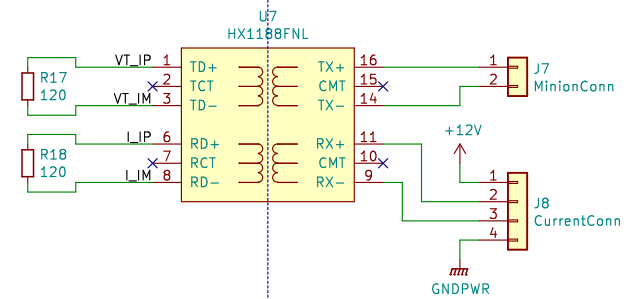 U7
HX1188FNL
VT_IP 1 TD+ TX+ 16
2 TCT CMT 15
VT_IM 3 TD- TX- 14
I_IP 6 RD+ RX+ 11
7 RCT CMT 10
I_IM 8 RD- RX- 9
R17
120
R18
120
1 J7
2 MinionConn
+12V
1
2 J8
3 CurrentConn
4
GNDPWR